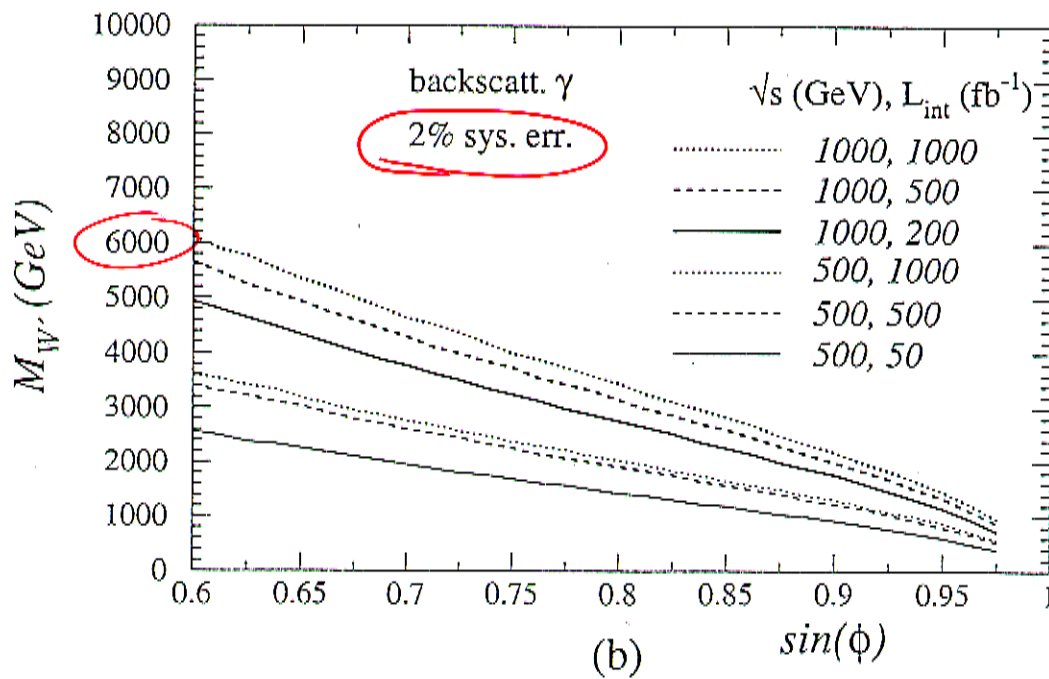 10000
9000
8000
7000
6000
5000
4000
3000
2000
1000
0
M_W′ (GeV)
backscatt. γ
2% sys. err.
√s (GeV), L_int (fb⁻¹)
1000, 1000
1000, 500
1000, 200
500, 1000
500, 500
500, 50
0.6 0.65 0.7 0.75 0.8 0.85 0.9 0.95 1
(b)
sin(ϕ)